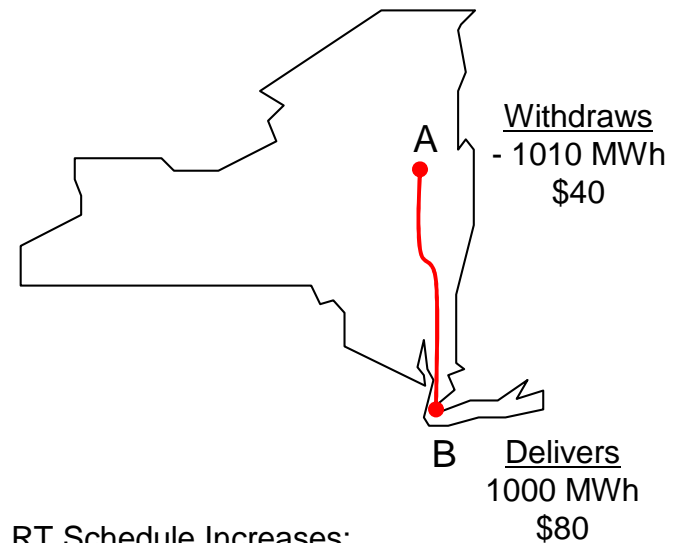 Withdraws
A
- 1010 MWh
$40
B
Delivers
1000 MWh
$80
RT Schedule Increases: